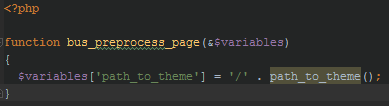 <?php
function bus_preprocess_page(&$variables)
{
$variables['path_to_theme'] = '/' . path_to_theme();
}